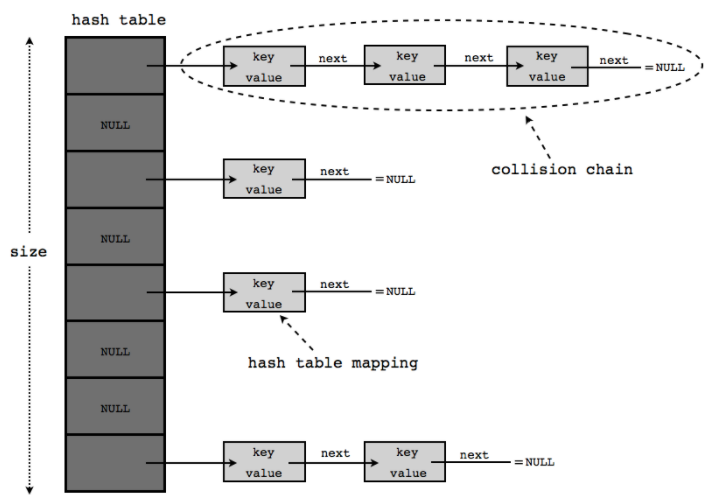 hash table
key next key next key next =NULL
value value value
NULL
collision chain
key next =NULL
value
NULL
size
key next =NULL
value
NULL
hash table mapping
NULL
key next key next =NULL
value value